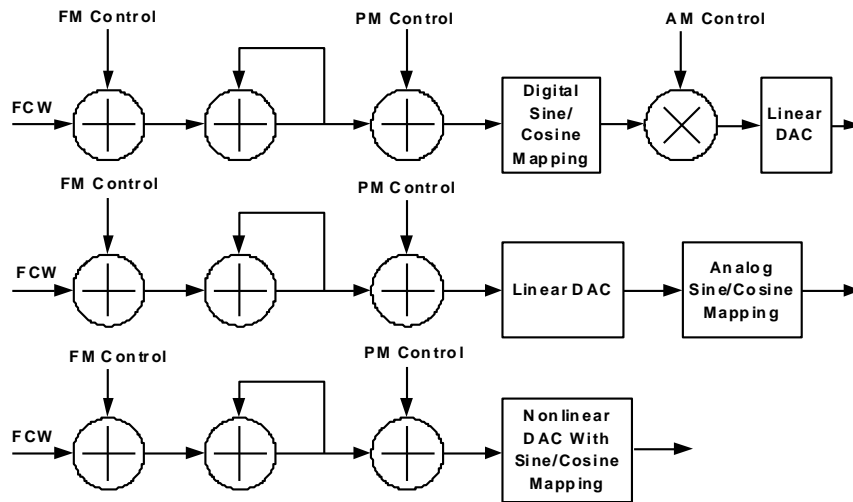 FM Control
PM Control
AM Control
FCW
Digital
Sine/
Cosine
Mapping
Linear
DAC
FM Control
PM Control
FCW
Linear DAC
Analog
Sine/Cosine
Mapping
FM Control
PM Control
FCW
Nonlinear
DAC With
Sine/Cosine
Mapping